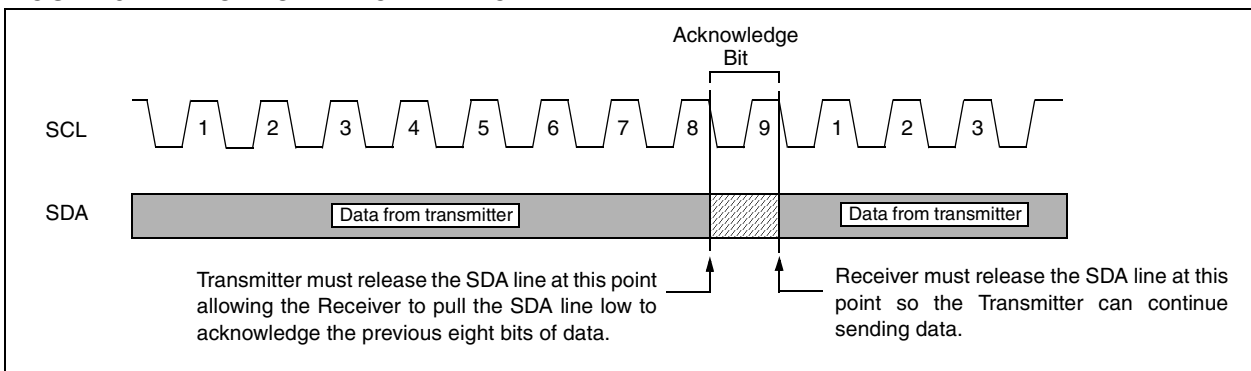 Acknowledge
Bit
SCL
1 2 3 4 5 6 7 8 9 1 2 3
SDA
Data from transmitter
Data from transmitter
Transmitter must release the SDA line at this point
allowing the Receiver to pull the SDA line low to
acknowledge the previous eight bits of data.
Receiver must release the SDA line at this
point so the Transmitter can continue
sending data.